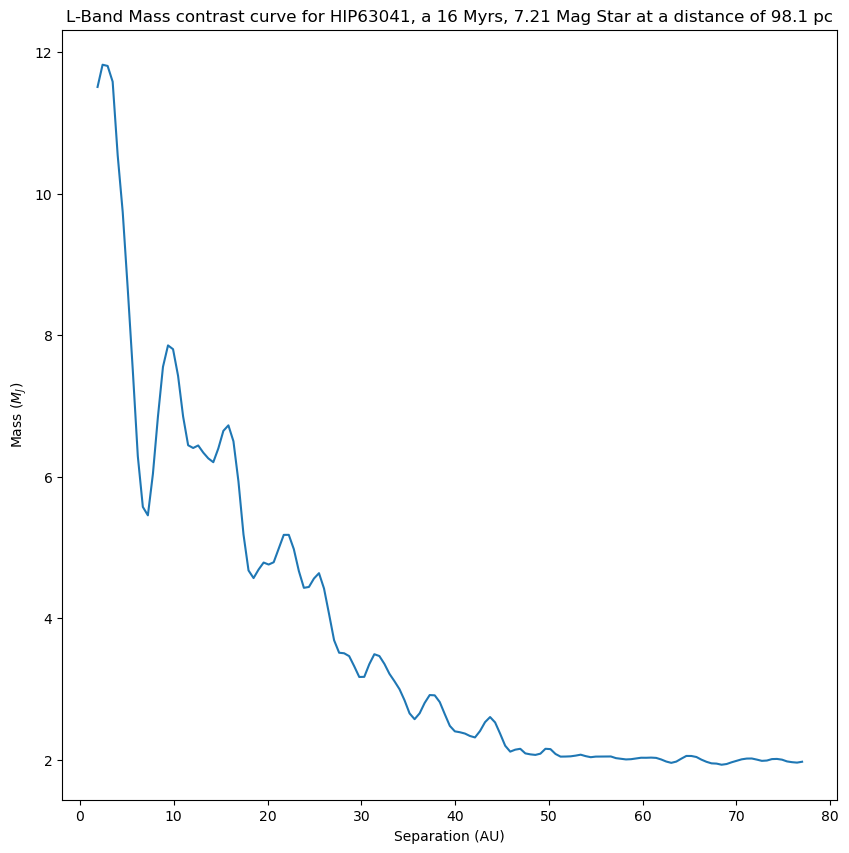 L-Band Mass contrast curve for HIP63041, a 16 Myrs, 7.21 Mag Star at a distance of 98.1 pc
12
10
8
6
4
2
Mass (M_J)
0 10 20 30 40 50 60 70 80
Separation (AU)